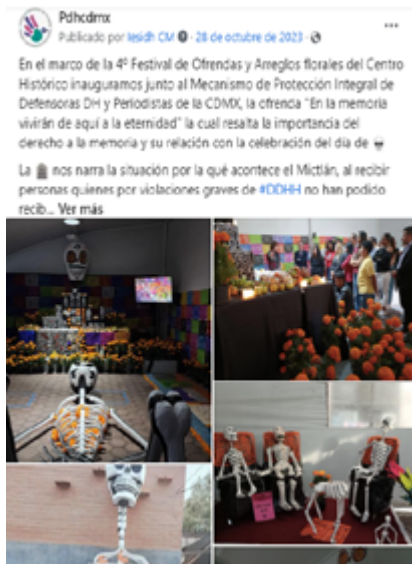 Pdhcdmx
Publicado por Iesidh CM · 28 de octubre de 2023 ·
En el marco de la 4º Festival de Ofrendas y Arreglos florales del Centro
Histórico inauguramos junto al Mecanismo de Protección Integral de
Defensoras DH y Periodistas de la CDMX, la ofrenda "En la memoria
vivirán de aquí a la eternidad" la cual resalta la importancia del
derecho a la memoria y su relación con la celebración del día de 💀
La 🪦 nos narra la situación por la qué acontece el Mictlán, al recibir
personas quienes por violaciones graves de #DDHH no han podido
recib... Ver más